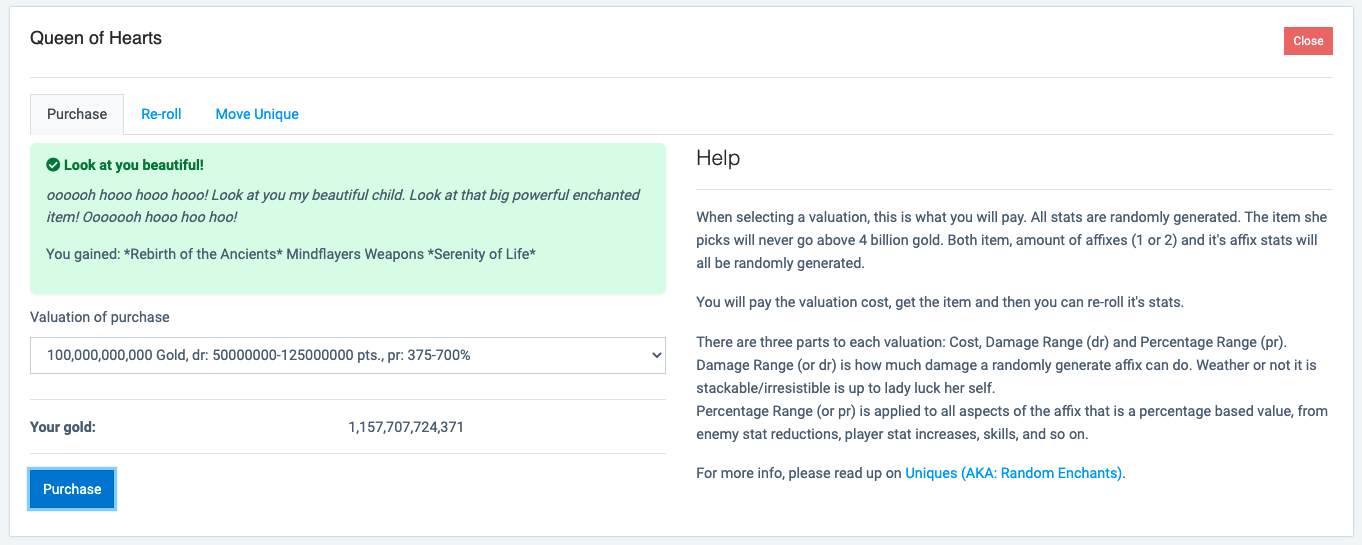 Queen of Hearts
Close
Purchase
Re-roll
Move Unique
Look at you beautiful!
oooooh hooo hooo hooo! Look at you my beautiful child. Look at that big powerful enchanted
item! Ooooooh hooo hoo hoo!
You gained: *Rebirth of the Ancients* Mindflayers Weapons *Serenity of Life*
Valuation of purchase
100,000,000,000 Gold, dr: 50000000-125000000 pts., pr: 375-700%
Your gold:
1,157,707,724,371
Purchase
Help
When selecting a valuation, this is what you will pay. All stats are randomly generated. The item she
picks will never go above 4 billion gold. Both item, amount of affixes (1 or 2) and it's affix stats will
all be randomly generated.
You will pay the valuation cost, get the item and then you can re-roll it's stats.
There are three parts to each valuation: Cost, Damage Range (dr) and Percentage Range (pr).
Damage Range (or dr) is how much damage a randomly generate affix can do. Weather or not it is
stackable/irresistible is up to lady luck her self.
Percentage Range (or pr) is applied to all aspects of the affix that is a percentage based value, from
enemy stat reductions, player stat increases, skills, and so on.
For more info, please read up on Uniques (AKA: Random Enchants).